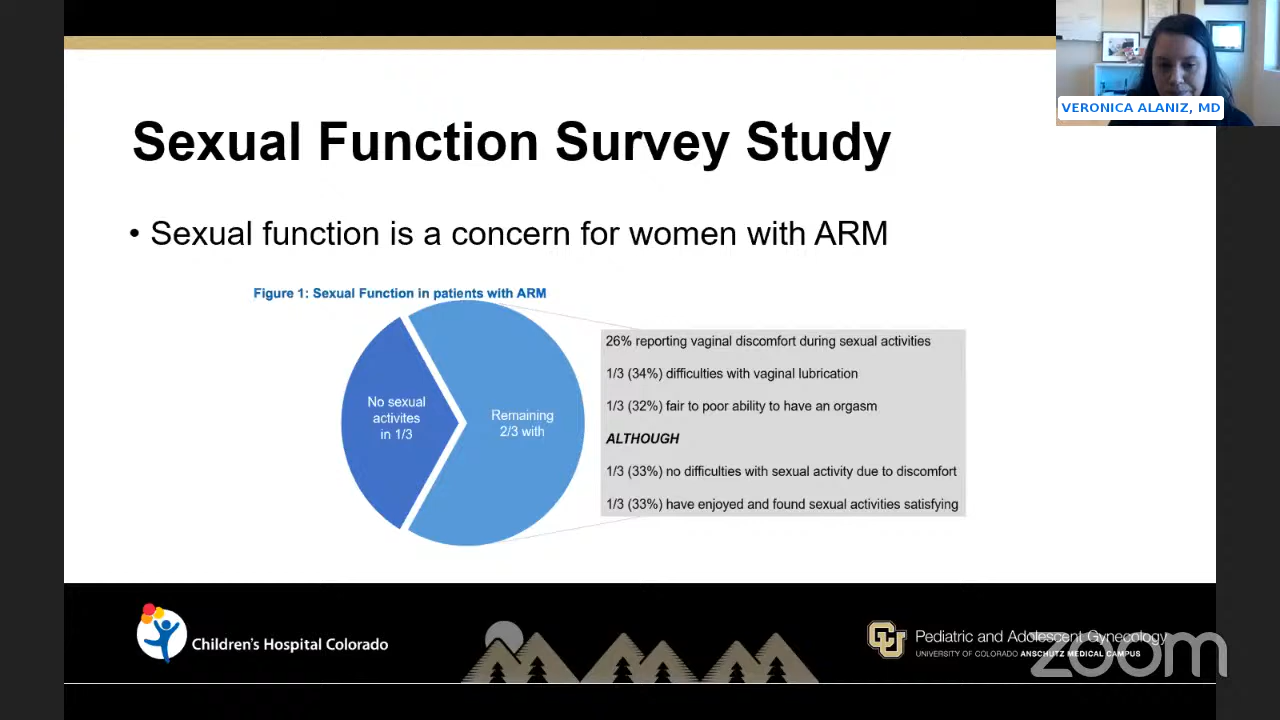 VERONICA ALANIZ, MD
Sexual Function Survey Study
• Sexual function is a concern for women with ARM
Figure 1: Sexual Function in patients with ARM
No sexual
activites
in 1/3
Remaining
2/3 with
26% reporting vaginal discomfort during sexual activities
1/3 (34%) difficulties with vaginal lubrication
1/3 (32%) fair to poor ability to have an orgasm
ALTHOUGH
1/3 (33%) no difficulties with sexual activity due to discomfort
1/3 (33%) have enjoyed and found sexual activities satisfying
Children's Hospital Colorado
CU
Pediatric and Adolescent Gynecology
UNIVERSITY OF COLORADO ANSCHUTZ MEDICAL CAMPUS
zoom